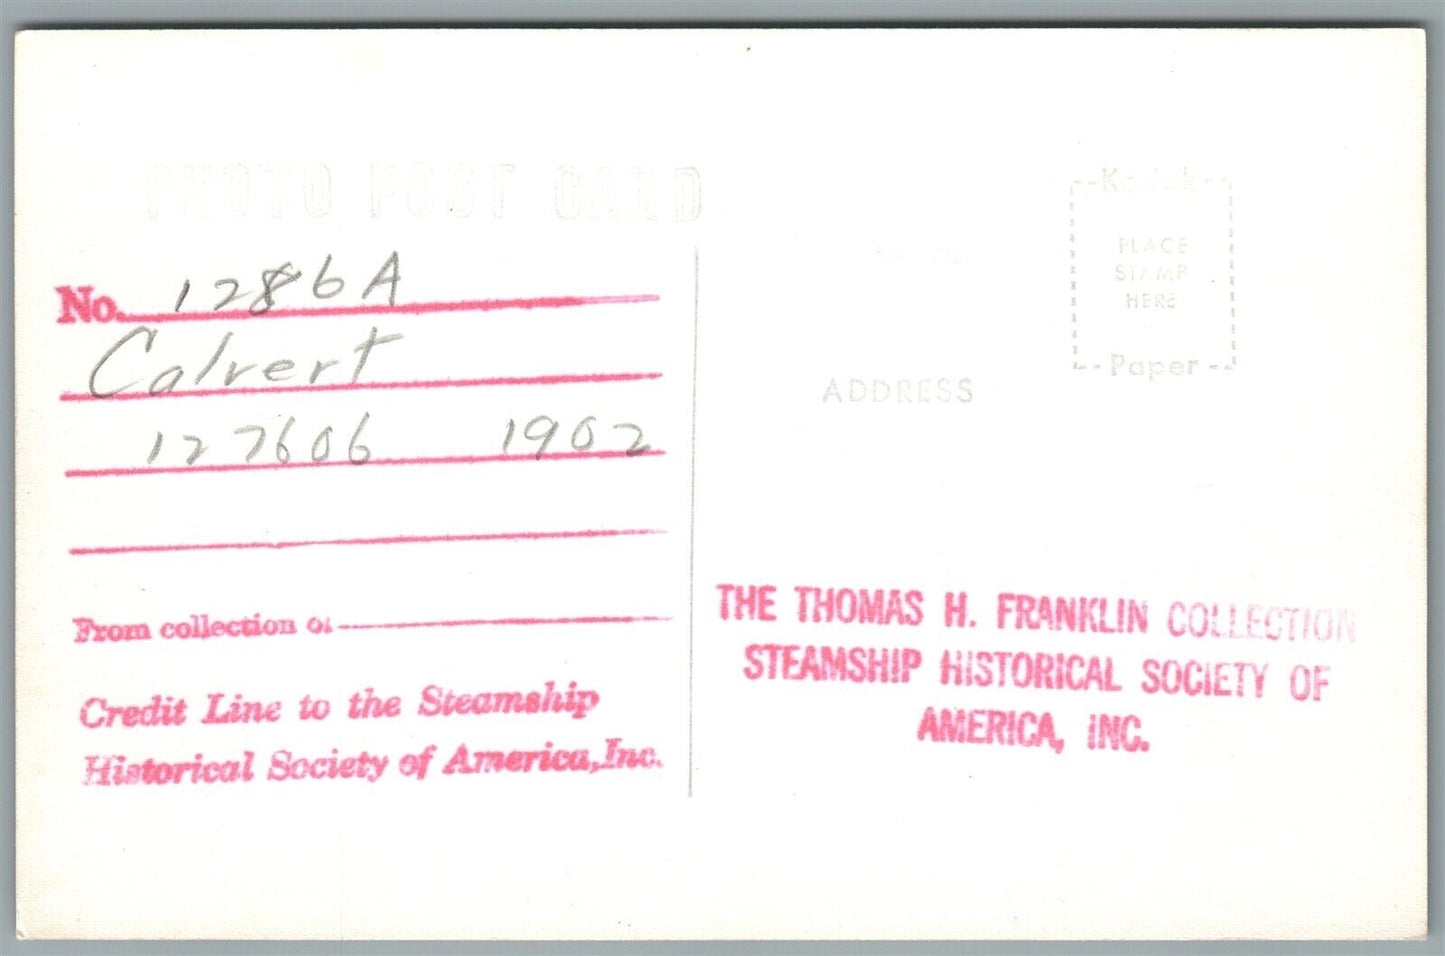 PHOTO POST CARD
No. 1286A
Calvert
127606 1902
From collection of
Credit Line to the Steamship
Historical Society of America, Inc.
Kodak
PLACE
STAMP
HERE
Paper
ADDRESS
THE THOMAS H. FRANKLIN COLLECTION
STEAMSHIP HISTORICAL SOCIETY OF
AMERICA, INC.